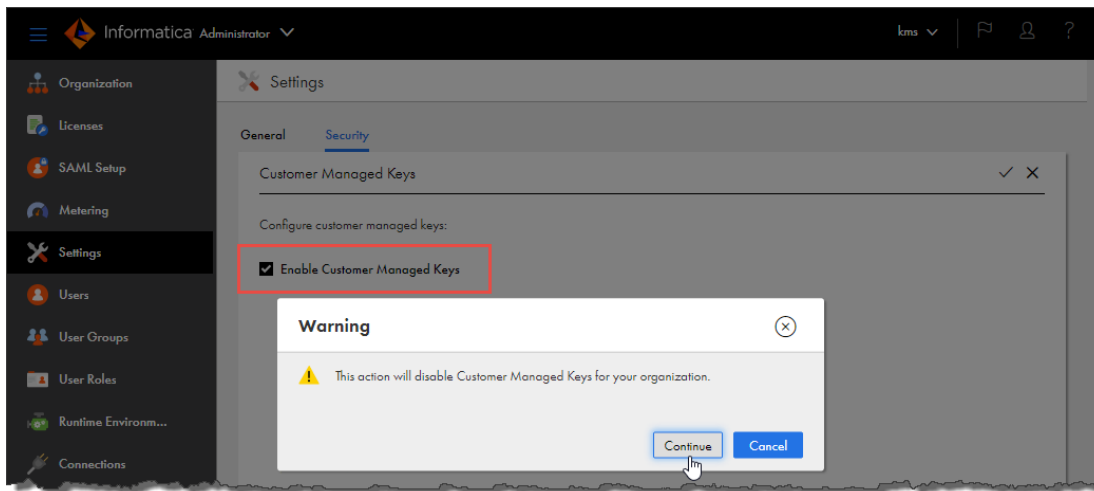 Informatica Administrator
kms
?
Organization
Licenses
SAML Setup
Metering
Settings
Users
User Groups
User Roles
Runtime Environm...
Connections
Settings
General Security
Customer Managed Keys
Configure customer managed keys:
Enable Customer Managed Keys
Warning
This action will disable Customer Managed Keys for your organization.
Continue Cancel